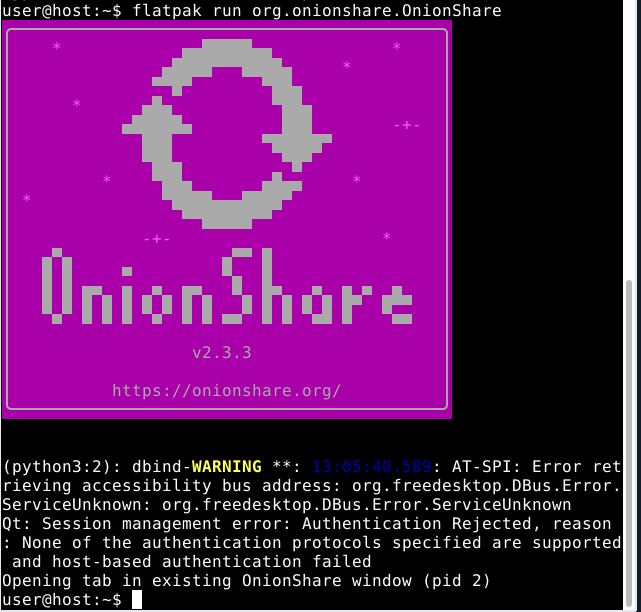 user@host:~$ flatpak run org.onionshare.OnionShare
* *
*
*
-+-
* *
*
-+- *
OnionShare
v2.3.3
https://onionshare.org/
(python3:2): dbind-WARNING **: 13:05:40.589: AT-SPI: Error ret
rieving accessibility bus address: org.freedesktop.DBus.Error.
ServiceUnknown: org.freedesktop.DBus.Error.ServiceUnknown
Qt: Session management error: Authentication Rejected, reason 
: None of the authentication protocols specified are supported
 and host-based authentication failed
Opening tab in existing OnionShare window (pid 2)
user@host:~$